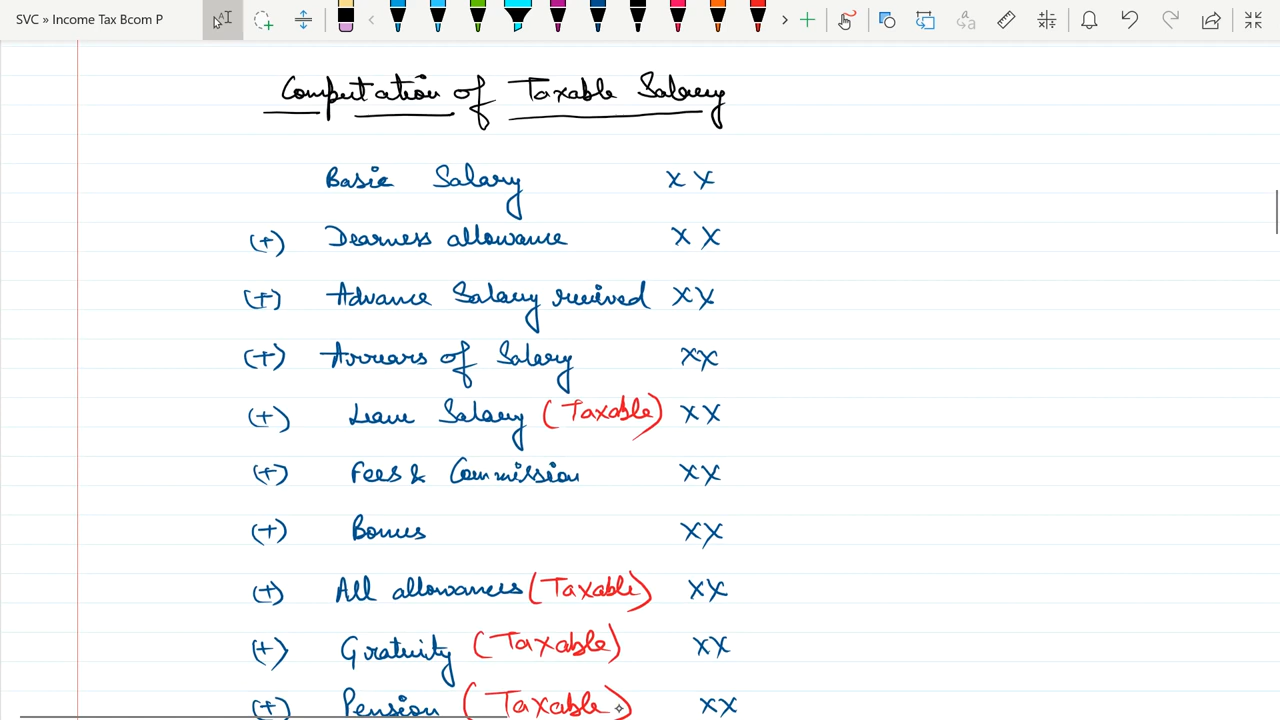 SVC » Income Tax Bcom P
Computation of Taxable Salary
Basic Salary XX
(+) Dearness allowance XX
(+) Advance Salary received XX
(+) Arrears of Salary XX
(+) Leave Salary (Taxable) XX
(+) Fees & Commission XX
(+) Bonus XX
(+) All allowances (Taxable) XX
(+) Gratuity (Taxable) XX
(+) Pension (Taxable) XX